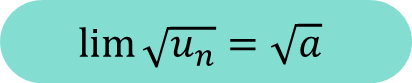 lim √uₙ = √a